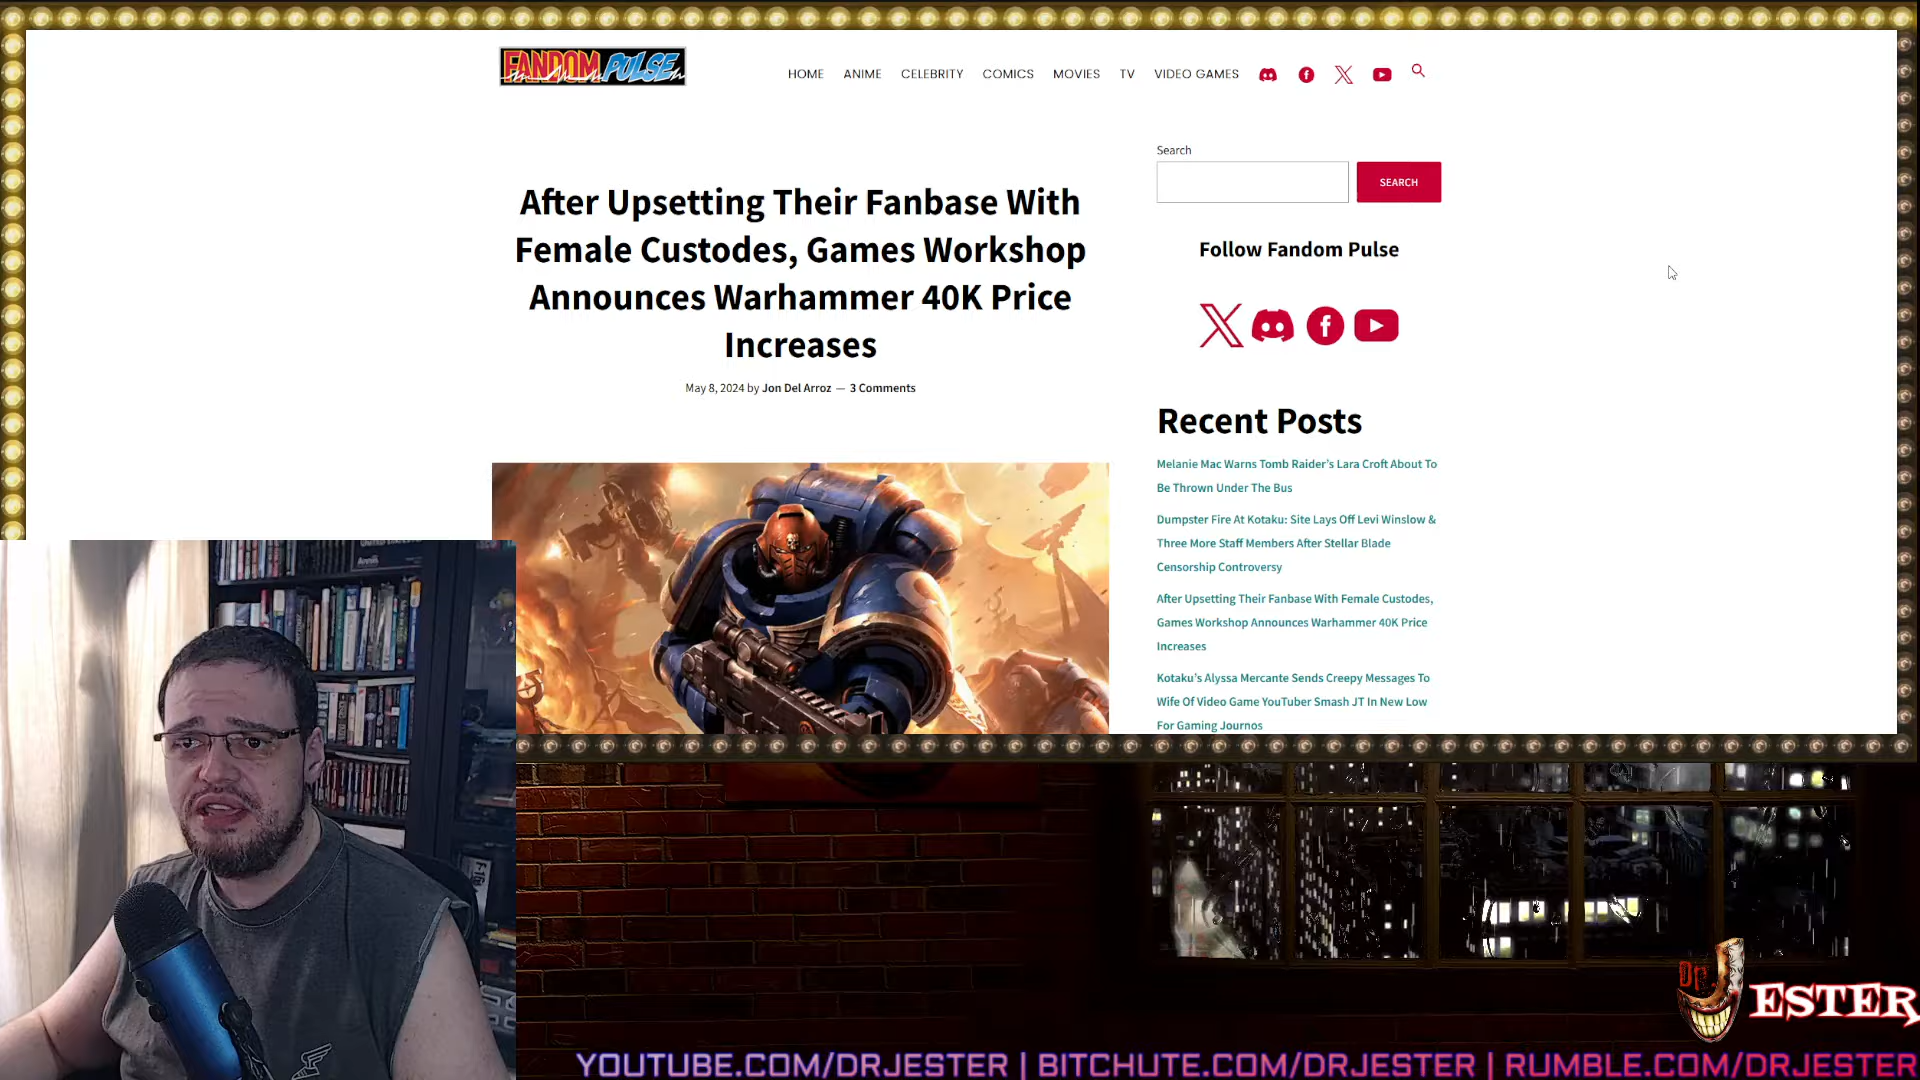 FANDOM PULSE
HOME ANIME CELEBRITY COMICS MOVIES TV VIDEO GAMES
After Upsetting Their Fanbase With
Female Custodes, Games Workshop
Announces Warhammer 40K Price
Increases
May 8, 2024 by Jon Del Arroz — 3 Comments
Search
SEARCH
Follow Fandom Pulse
Recent Posts
Melanie Mac Warns Tomb Raider's Lara Croft About To
Be Thrown Under The Bus
Dumpster Fire At Kotaku: Site Lays Off Levi Winslow &
Three More Staff Members After Stellar Blade
Censorship Controversy
After Upsetting Their Fanbase With Female Custodes,
Games Workshop Announces Warhammer 40K Price
Increases
Kotaku's Alyssa Mercante Sends Creepy Messages To
Wife Of Video Game YouTuber Smash JT In New Low
For Gaming Journos
Dr. JESTER
YOUTUBE.COM/DRJESTER | BITCHUTE.COM/DRJESTER | RUMBLE.COM/DRJESTER